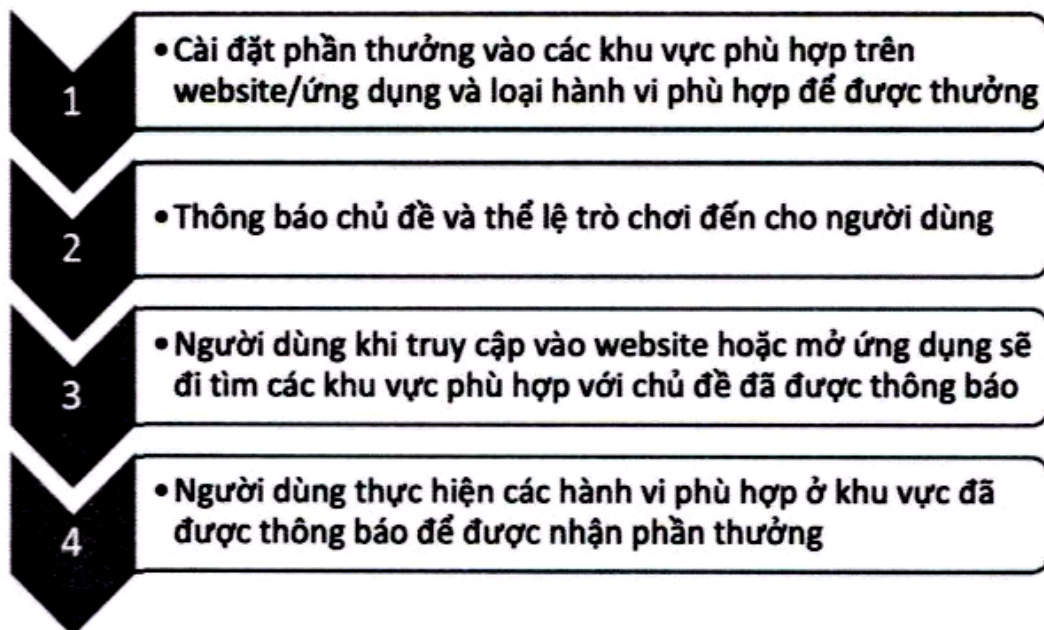 1
•Cài đặt phần thưởng vào các khu vực phù hợp trên
website/ứng dụng và loại hành vi phù hợp để được thưởng
2
•Thông báo chủ đề và thể lệ trò chơi đến cho người dùng
3
•Người dùng khi truy cập vào website hoặc mở ứng dụng sẽ
đi tìm các khu vực phù hợp với chủ đề đã được thông báo
4
•Người dùng thực hiện các hành vi phù hợp ở khu vực đã
được thông báo để được nhận phần thưởng